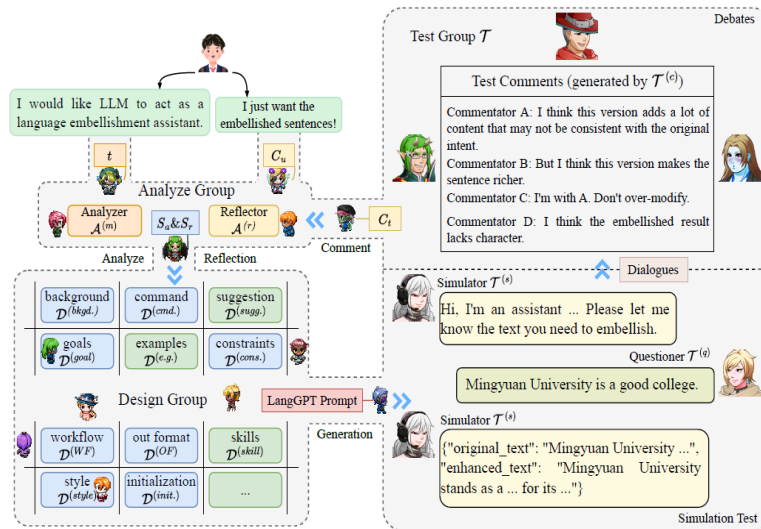 I would like LLM to act as a
language embellishment assistant.
I just want the
embellished sentences!
t
C_u
Analyze Group
Analyzer
𝒜^(m)
S_a&S_r
Reflector
𝒜^(r)
C_t
Comment
Analyze
Reflection
background
𝒟^(bkgd.)
command
𝒟^(cmd.)
suggestion
𝒟^(sugg.)
goals
𝒟^(goal)
examples
𝒟^(e.g.)
constraints
𝒟^(cons.)
Design Group
LangGPT Prompt
Generation
workflow
𝒟^(WF)
out format
𝒟^(OF)
skills
𝒟^(skill)
style
𝒟^(style)
initialization
𝒟^(init.)
...
Debates
Test Group 𝒯
Test Comments (generated by 𝒯^(c))
Commentator A: I think this version adds a lot of
content that may not be consistent with the original
intent.
Commentator B: But I think this version makes the
sentence richer.
Commentator C: I'm with A. Don't over-modify.
Commentator D: I think the embellished result
lacks character.
Dialogues
Simulator 𝒯^(s)
Hi, I'm an assistant ... Please let me
know the text you need to embellish.
Questioner 𝒯^(q)
Mingyuan University is a good college.
Simulator 𝒯^(s)
{"original_text": "Mingyuan University ...",
"enhanced_text": "Mingyuan University
stands as a ... for its ..."}
Simulation Test